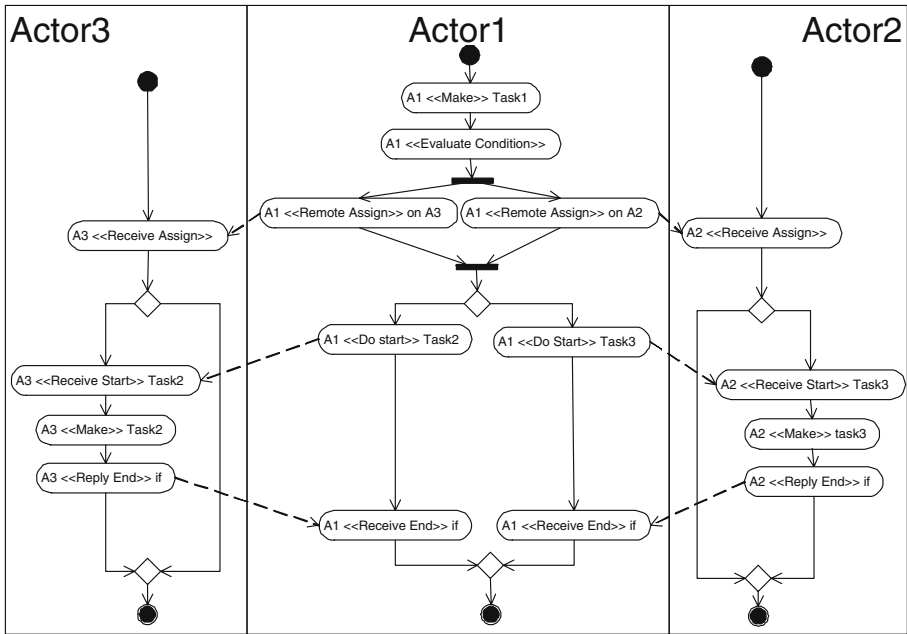 Actor3
Actor1
Actor2
A1 <<Make>> Task1
A1 <<Evaluate Condition>>
A1 <<Remote Assign>> on A3
A1 <<Remote Assign>> on A2
A3 <<Receive Assign>>
A2 <<Receive Assign>>
A1 <<Do start>> Task2
A1 <<Do Start>> Task3
A3 <<Receive Start>> Task2
A2 <<Receive Start>> Task3
A3 <<Make>> Task2
A2 <<Make>> task3
A3 <<Reply End>> if
A2 <<Reply End>> if
A1 <<Receive End>> if
A1 <<Receive End>> if